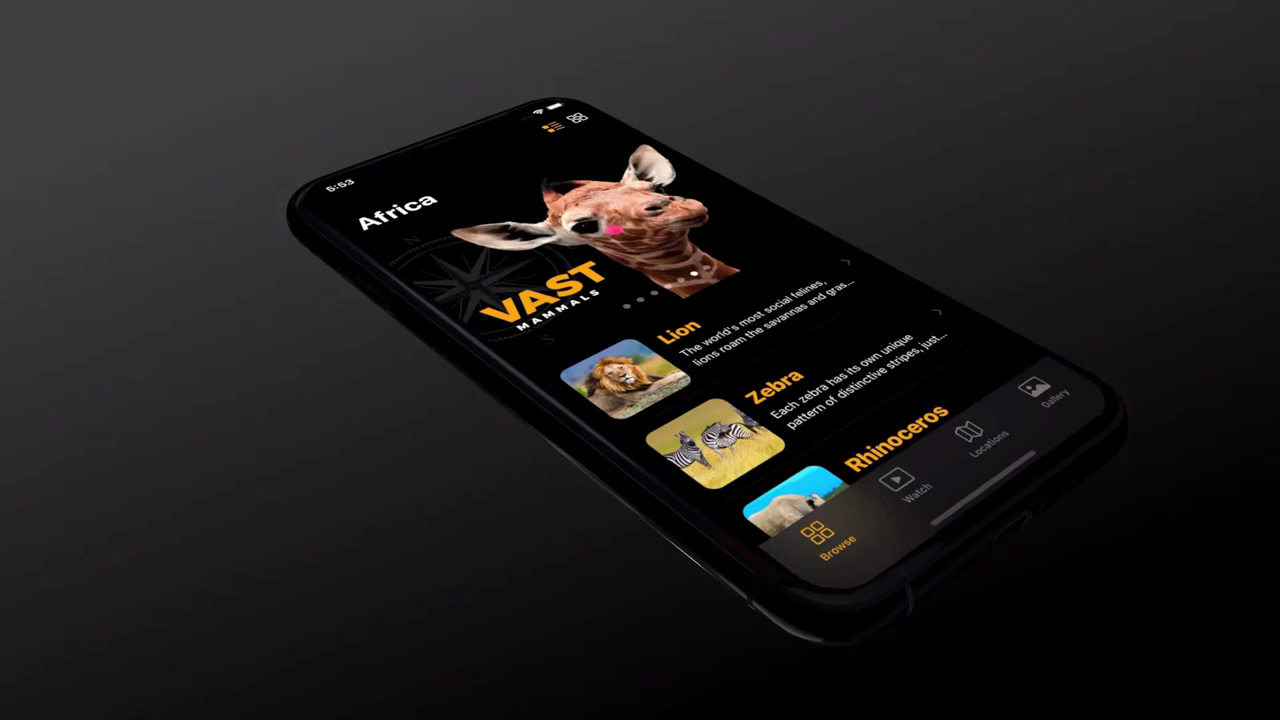 5:53
Africa
N
VAST
MAMMALS
S
Lion
The world's most social felines,
lions roam the savannas and gras...
Zebra
Each zebra has its own unique
pattern of distinctive stripes, just...
Rhinoceros
Browse
Watch
Locations
Gallery